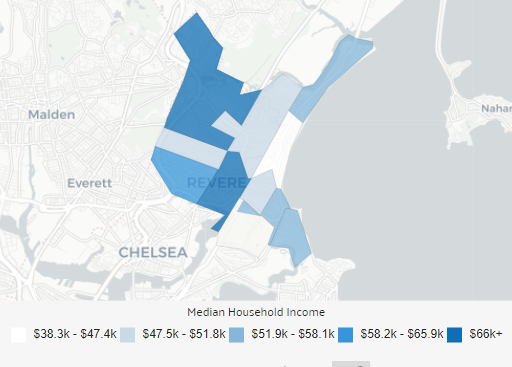 Malden
Nahan
Everett
REVERE
CHELSEA
Median Household Income
$38.3k - $47.4k $47.5k - $51.8k $51.9k - $58.1k $58.2k - $65.9k $66k+